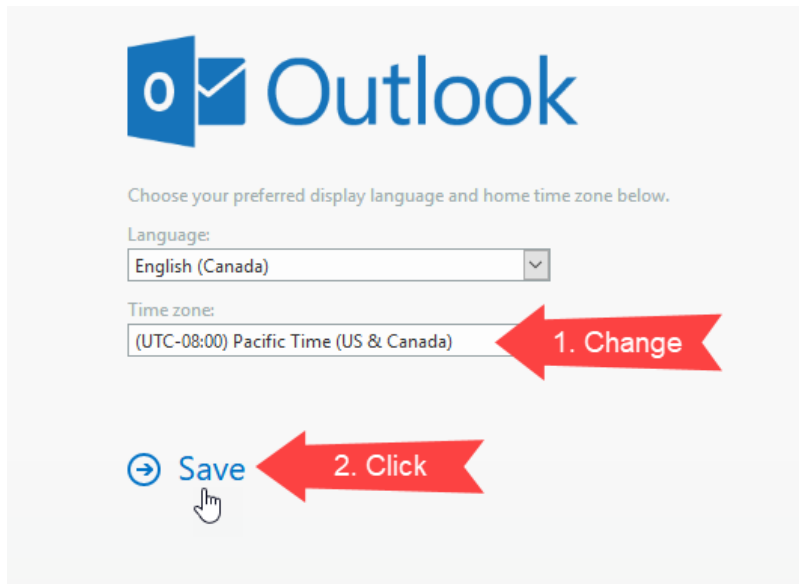 Outlook
Choose your preferred display language and home time zone below.
Language:
English (Canada)
Time zone:
(UTC-08:00) Pacific Time (US & Canada)
1. Change
Save
2. Click